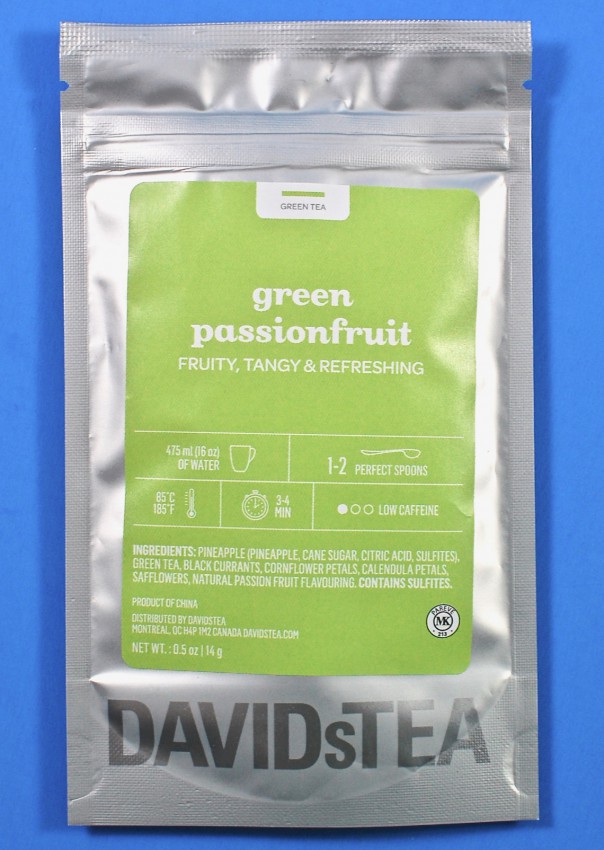 GREEN TEA
green
passionfruit
FRUITY, TANGY & REFRESHING
475 ml (16 oz)
OF WATER
1-2 PERFECT SPOONS
85°C
185°F
3-4
MIN
LOW CAFFEINE
INGREDIENTS: PINEAPPLE (PINEAPPLE, CANE SUGAR, CITRIC ACID, SULFITES),
GREEN TEA, BLACK CURRANTS, CORNFLOWER PETALS, CALENDULA PETALS,
SAFFLOWERS, NATURAL PASSION FRUIT FLAVOURING. CONTAINS SULFITES.
PRODUCT OF CHINA
DISTRIBUTED BY DAVIDSTEA
MONTREAL, QC H4P 1M2 CANADA DAVIDSTEA.COM
NET WT. : 0.5 oz | 14 g
PAREVE
MK
213
DAVIDsTEA